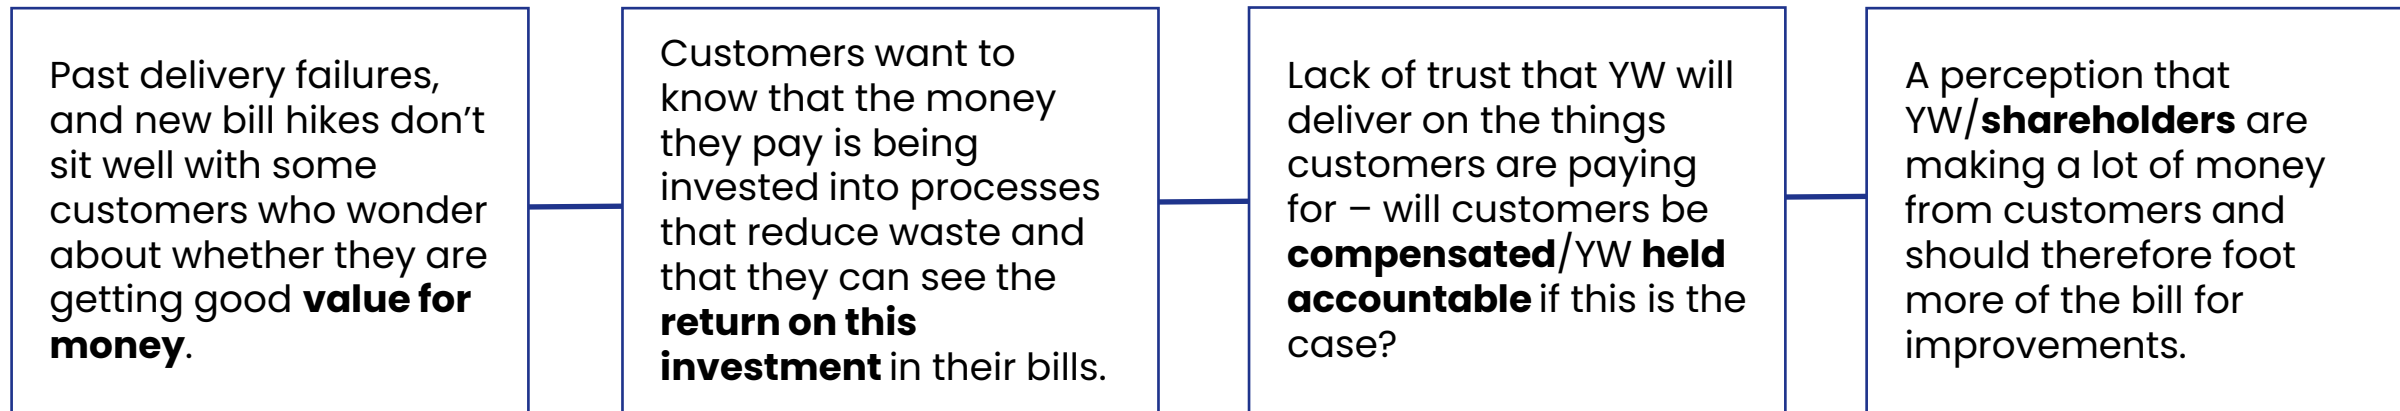 Past delivery failures,
and new bill hikes don’t
sit well with some
customers who wonder
about whether they are
getting good value for
money.
Customers want to
know that the money
they pay is being
invested into processes
that reduce waste and
that they can see the
return on this
investment in their bills.
Lack of trust that YW will
deliver on the things
customers are paying
for – will customers be
compensated/YW held
accountable if this is the
case?
A perception that
YW/shareholders are
making a lot of money
from customers and
should therefore foot
more of the bill for
improvements.